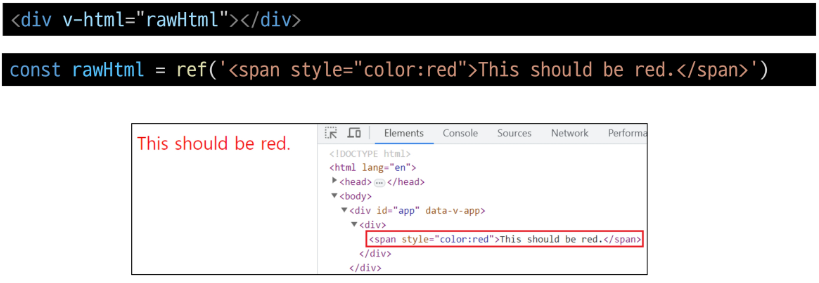 <div v-html="rawHtml"></div>
const rawHtml = ref('<span style="color:red">This should be red.</span>')
This should be red.
Elements Console Sources Network Performa
<!DOCTYPE html>
<html lang="en">
▶<head>…</head>
▼<body>
▼<div id="app" data-v-app>
▼<div>
<span style="color:red">This should be red.</span>
</div>
</div>